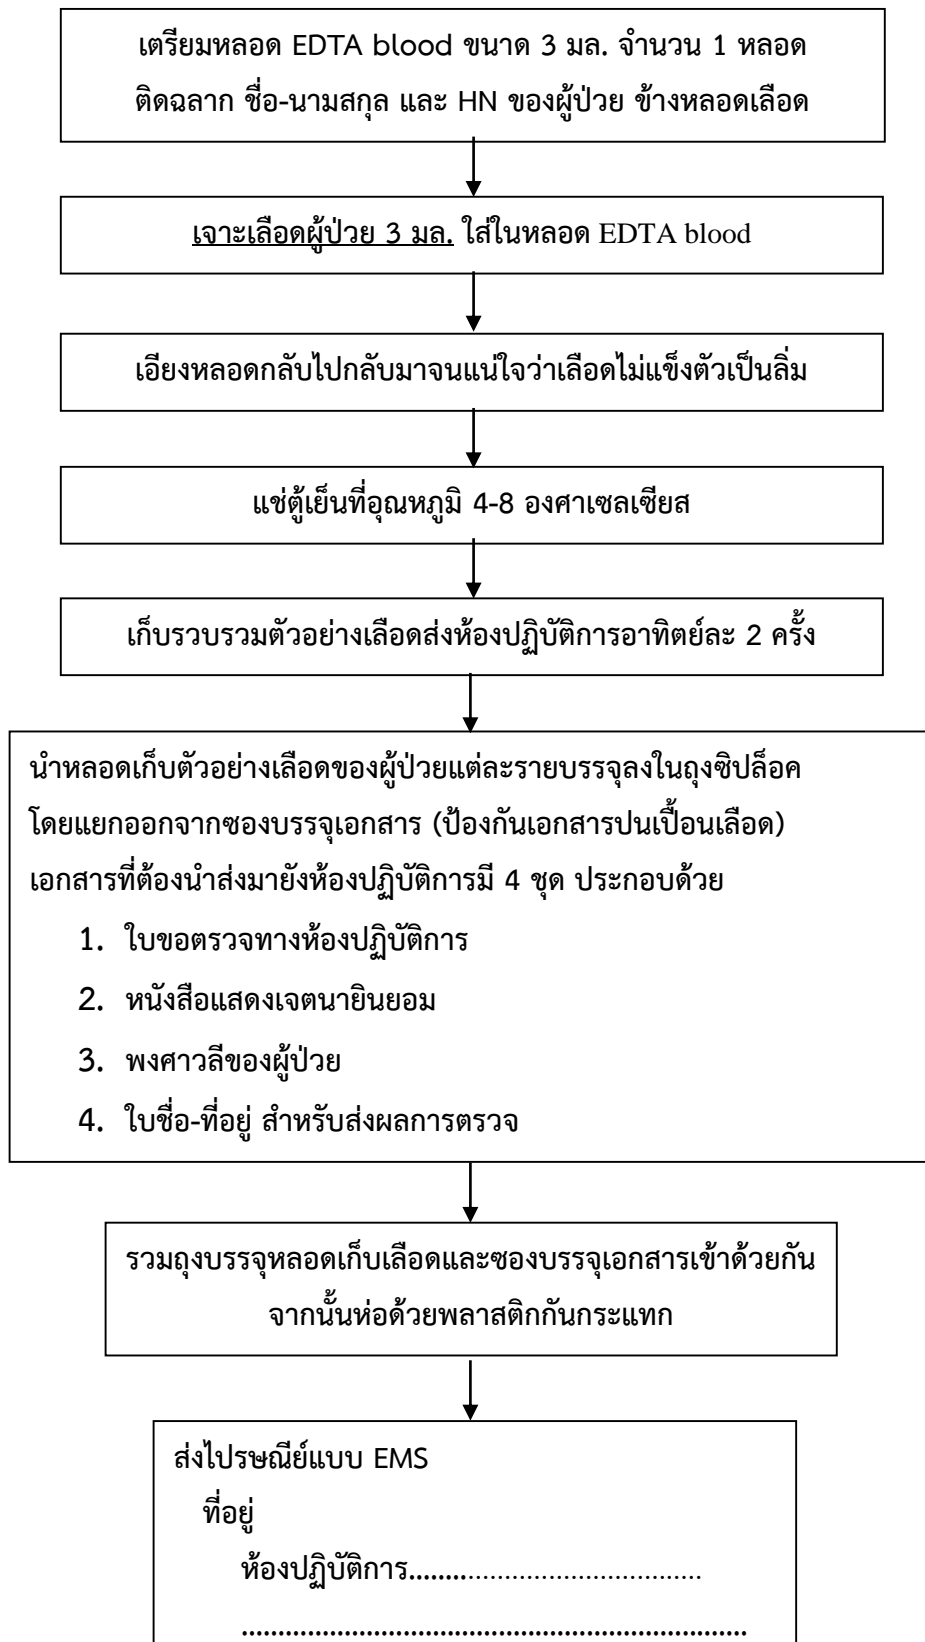 เตรียมหลอด EDTA blood ขนาด 3 มล. จำนวน 1 หลอด
ติดฉลาก ชื่อ-นามสกุล และ HN ของผู้ป่วย ข้างหลอดเลือด
เจาะเลือดผู้ป่วย 3 มล. ใส่ในหลอด EDTA blood
เอียงหลอดกลับไปกลับมาจนแน่ใจว่าเลือดไม่แข็งตัวเป็นลิ่ม
แช่ตู้เย็นที่อุณหภูมิ 4-8 องศาเซลเซียส
เก็บรวบรวมตัวอย่างเลือดส่งห้องปฏิบัติการอาทิตย์ละ 2 ครั้ง
นำหลอดเก็บตัวอย่างเลือดของผู้ป่วยแต่ละรายบรรจุลงในถุงซิปล็อค
โดยแยกออกจากซองบรรจุเอกสาร (ป้องกันเอกสารปนเปื้อนเลือด)
เอกสารที่ต้องนำส่งมายังห้องปฏิบัติการมี 4 ชุด ประกอบด้วย
1. ใบขอตรวจทางห้องปฏิบัติการ
2. หนังสือแสดงเจตนายินยอม
3. พงศาวลีของผู้ป่วย
4. ใบชื่อ-ที่อยู่ สำหรับส่งผลการตรวจ
รวมถุงบรรจุหลอดเก็บเลือดและซองบรรจุเอกสารเข้าด้วยกัน
จากนั้นห่อด้วยพลาสติกกันกระแทก
ส่งไปรษณีย์แบบ EMS
ที่อยู่
ห้องปฏิบัติการ.......................................
....................................................................